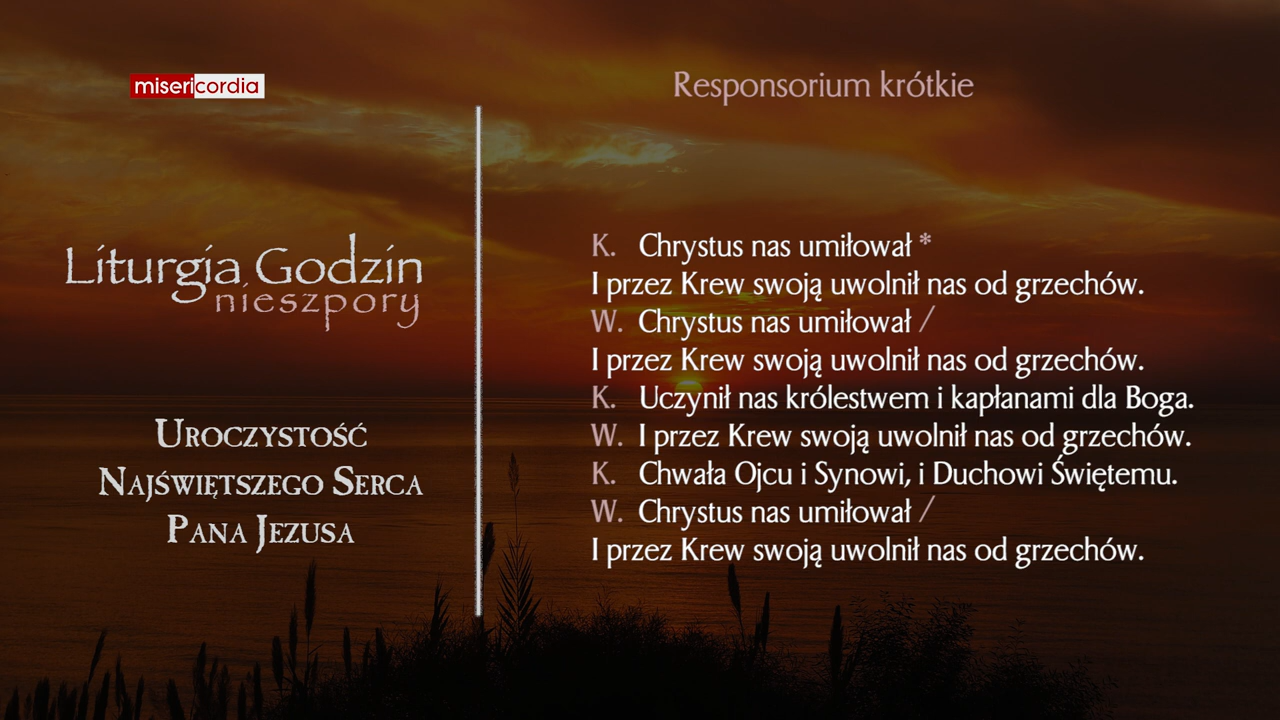 misericordia
Liturgia Godzin
nieszpory
Uroczystość
Najświętszego Serca
Pana Jezusa
Responsorium krótkie
K. Chrystus nas umiłował *
I przez Krew swoją uwolnił nas od grzechów.
W. Chrystus nas umiłował /
I przez Krew swoją uwolnił nas od grzechów.
K. Uczynił nas królestwem i kapłanami dla Boga.
W. I przez Krew swoją uwolnił nas od grzechów.
K. Chwała Ojcu i Synowi, i Duchowi Świętemu.
W. Chrystus nas umiłował /
I przez Krew swoją uwolnił nas od grzechów.